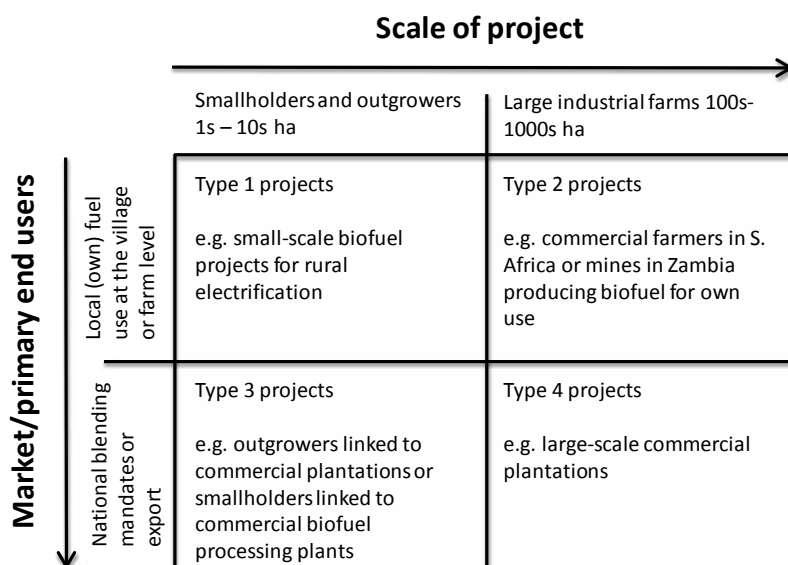 Scale of project
Smallholders and outgrowers
1s – 10s ha
Large industrial farms 100s-
1000s ha
Market/primary end users
Local (own) fuel
use at the village
or farm level
Type 1 projects
e.g. small-scale biofuel
projects for rural
electrification
Type 2 projects
e.g. commercial farmers in S.
Africa or mines in Zambia
producing biofuel for own
use
National blending
mandates or
export
Type 3 projects
e.g. outgrowers linked to
commercial plantations or
smallholders linked to
commercial biofuel
processing plants
Type 4 projects
e.g. large-scale commercial
plantations